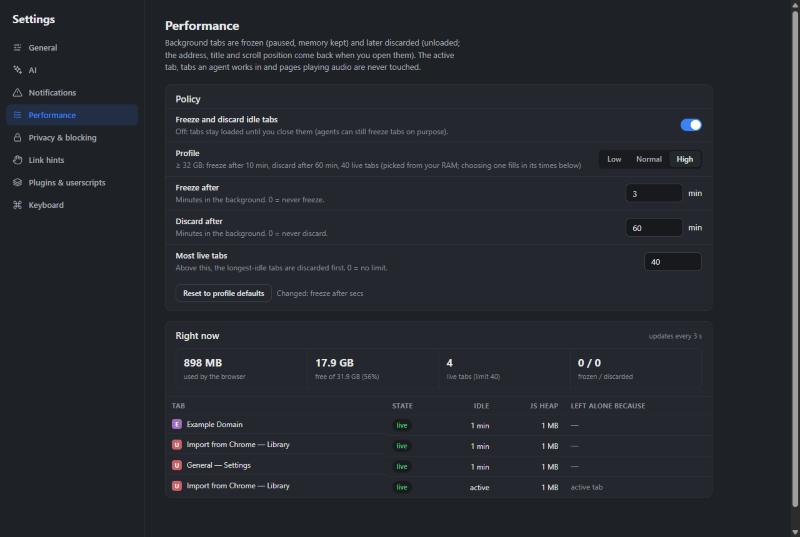 Settings
General
AI
Notifications
Performance
Privacy & blocking
Link hints
Plugins & userscripts
Keyboard
Performance
Background tabs are frozen (paused, memory kept) and later discarded (unloaded;
the address, title and scroll position come back when you open them). The active
tab, tabs an agent works in and pages playing audio are never touched.
Policy
Freeze and discard idle tabs
Off: tabs stay loaded until you close them (agents can still freeze tabs on purpose).
Profile
≥ 32 GB: freeze after 10 min, discard after 60 min, 40 live tabs (picked from your RAM; choosing one fills in its times below)
Low Normal High
Freeze after
Minutes in the background. 0 = never freeze.
3 min
Discard after
Minutes in the background. 0 = never discard.
60 min
Most live tabs
Above this, the longest-idle tabs are discarded first. 0 = no limit.
40
Reset to profile defaults Changed: freeze after secs
Right now updates every 3 s
898 MB 17.9 GB 4 0 / 0
used by the browser free of 31.9 GB (56%) live tabs (limit 40) frozen / discarded
TAB STATE IDLE JS HEAP LEFT ALONE BECAUSE
E Example Domain live 1 min 1 MB —
U Import from Chrome — Library live 1 min 1 MB —
U General — Settings live 1 min 1 MB —
U Import from Chrome — Library live active 1 MB active tab